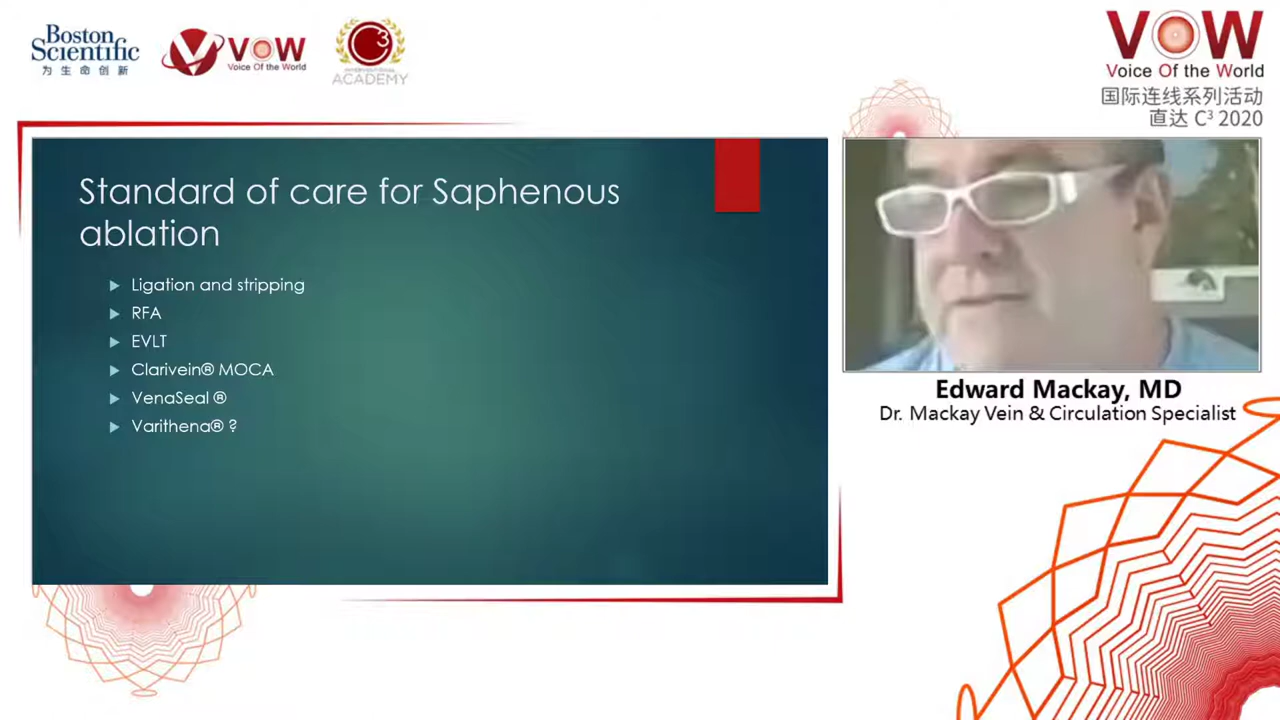 Boston
Scientific
为生命创新
VOW
Voice Of the World
C3
ACADEMY
VOW
Voice Of the World
国际连线系列活动
直达 C³ 2020
Standard of care for Saphenous
ablation
Ligation and stripping
RFA
EVLT
Clarivein® MOCA
VenaSeal ®
Varithena® ?
Edward Mackay, MD
Dr. Mackay Vein & Circulation Specialist